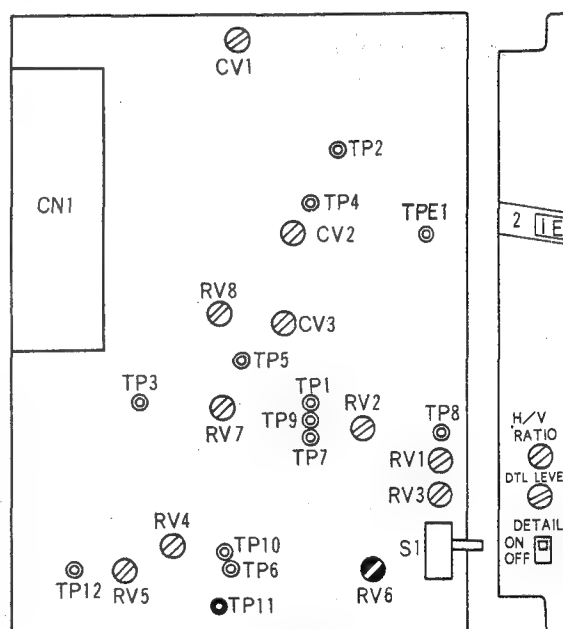 CV1
TP2
CN1
TP4
TPE1
2 IE
CV2
RV8
CV3
TP5
TP3
TP1
RV2
TP8
H/V
RATIO
RV7
TP9
TP7
RV1
DTL LEVE
RV3
RV4
DETAIL
TP10
S1
ON
OFF
TP12
RV5
TP6
RV6
TP11